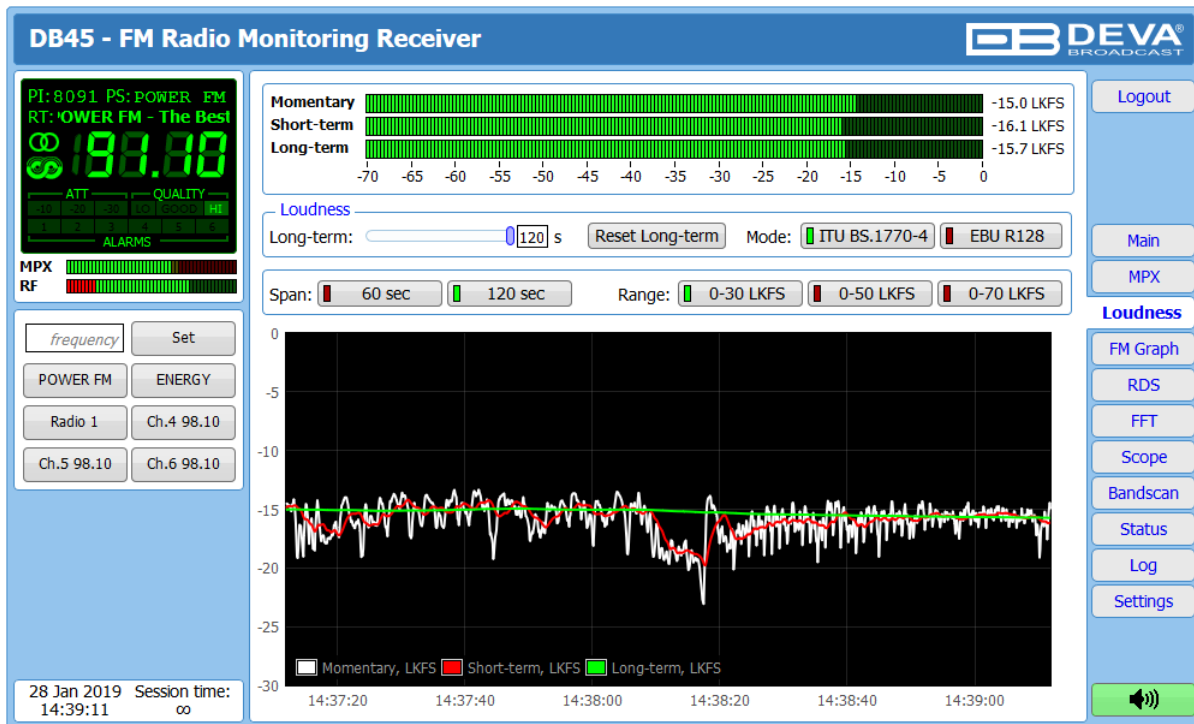 DB45 - FM Radio Monitoring Receiver
DEVA®
BROADCAST
PI:8091 PS:POWER FM
RT:'OWER FM - The Best
91.10
ATT QUALITY
-10 -20 -30 LO GOOD HI
1 2 3 4 5 6
ALARMS
MPX
RF
frequency Set
POWER FM ENERGY
Radio 1 Ch.4 98.10
Ch.5 98.10 Ch.6 98.10
28 Jan 2019 Session time:
14:39:11 ∞
Momentary -15.0 LKFS
Short-term -16.1 LKFS
Long-term -15.7 LKFS
-70 -65 -60 -55 -50 -45 -40 -35 -30 -25 -20 -15 -10 -5 0
Loudness
Long-term: 120 s Reset Long-term Mode: ITU BS.1770-4 EBU R128
Span: 60 sec 120 sec Range: 0-30 LKFS 0-50 LKFS 0-70 LKFS
0
-5
-10
-15
-20
-25
-30
Momentary, LKFS Short-term, LKFS Long-term, LKFS
14:37:20 14:37:40 14:38:00 14:38:20 14:38:40 14:39:00
Logout
Main
MPX
Loudness
FM Graph
RDS
FFT
Scope
Bandscan
Status
Log
Settings